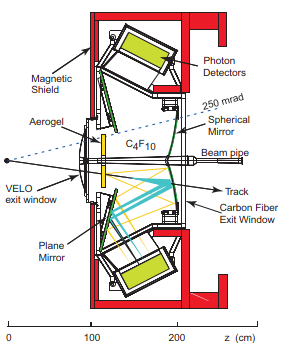 Magnetic
Shield
Photon
Detectors
Aerogel
250 mrad
C4F10
Spherical
Mirror
Beam pipe
VELO
exit window
Track
Carbon Fiber
Exit Window
Plane
Mirror
0 100 200 z (cm)